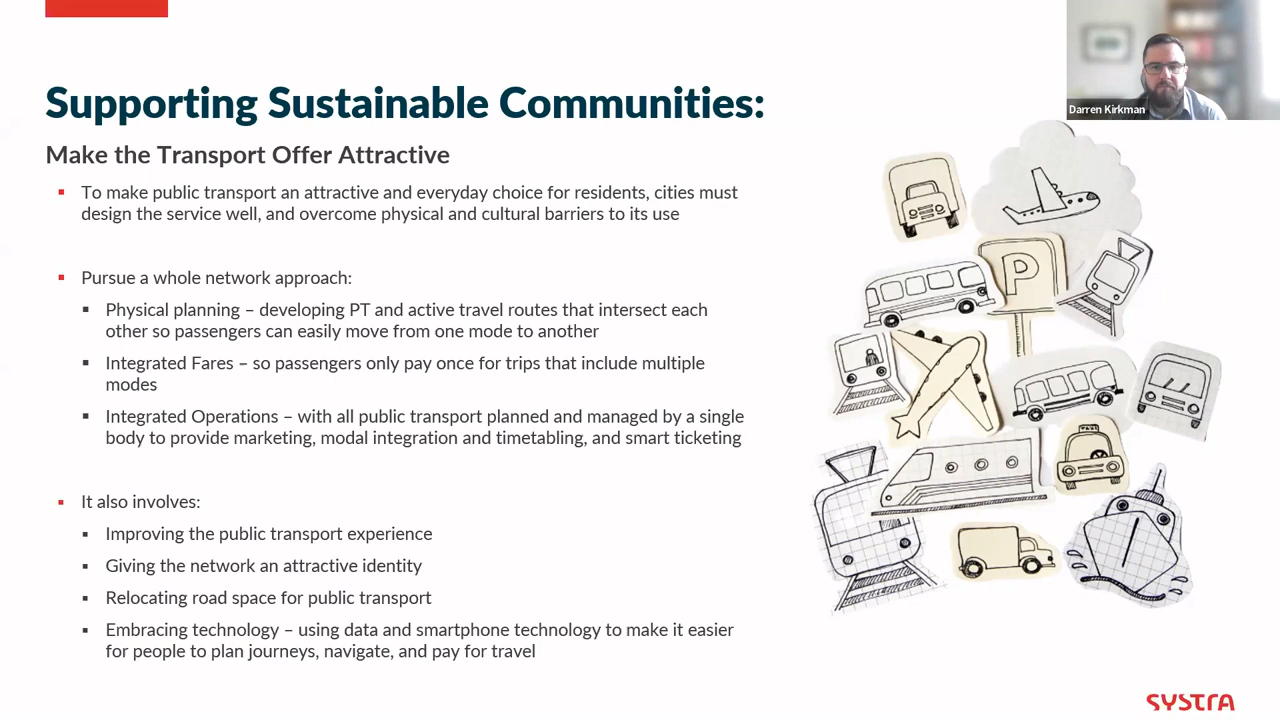 Supporting Sustainable Communities:
Darren Kirkman
Make the Transport Offer Attractive
To make public transport an attractive and everyday choice for residents, cities must
design the service well, and overcome physical and cultural barriers to its use
Pursue a whole network approach:
Physical planning – developing PT and active travel routes that intersect each
other so passengers can easily move from one mode to another
Integrated Fares – so passengers only pay once for trips that include multiple
modes
Integrated Operations – with all public transport planned and managed by a single
body to provide marketing, modal integration and timetabling, and smart ticketing
It also involves:
Improving the public transport experience
Giving the network an attractive identity
Relocating road space for public transport
Embracing technology – using data and smartphone technology to make it easier
for people to plan journeys, navigate, and pay for travel
P
TAXI
SYSTRA